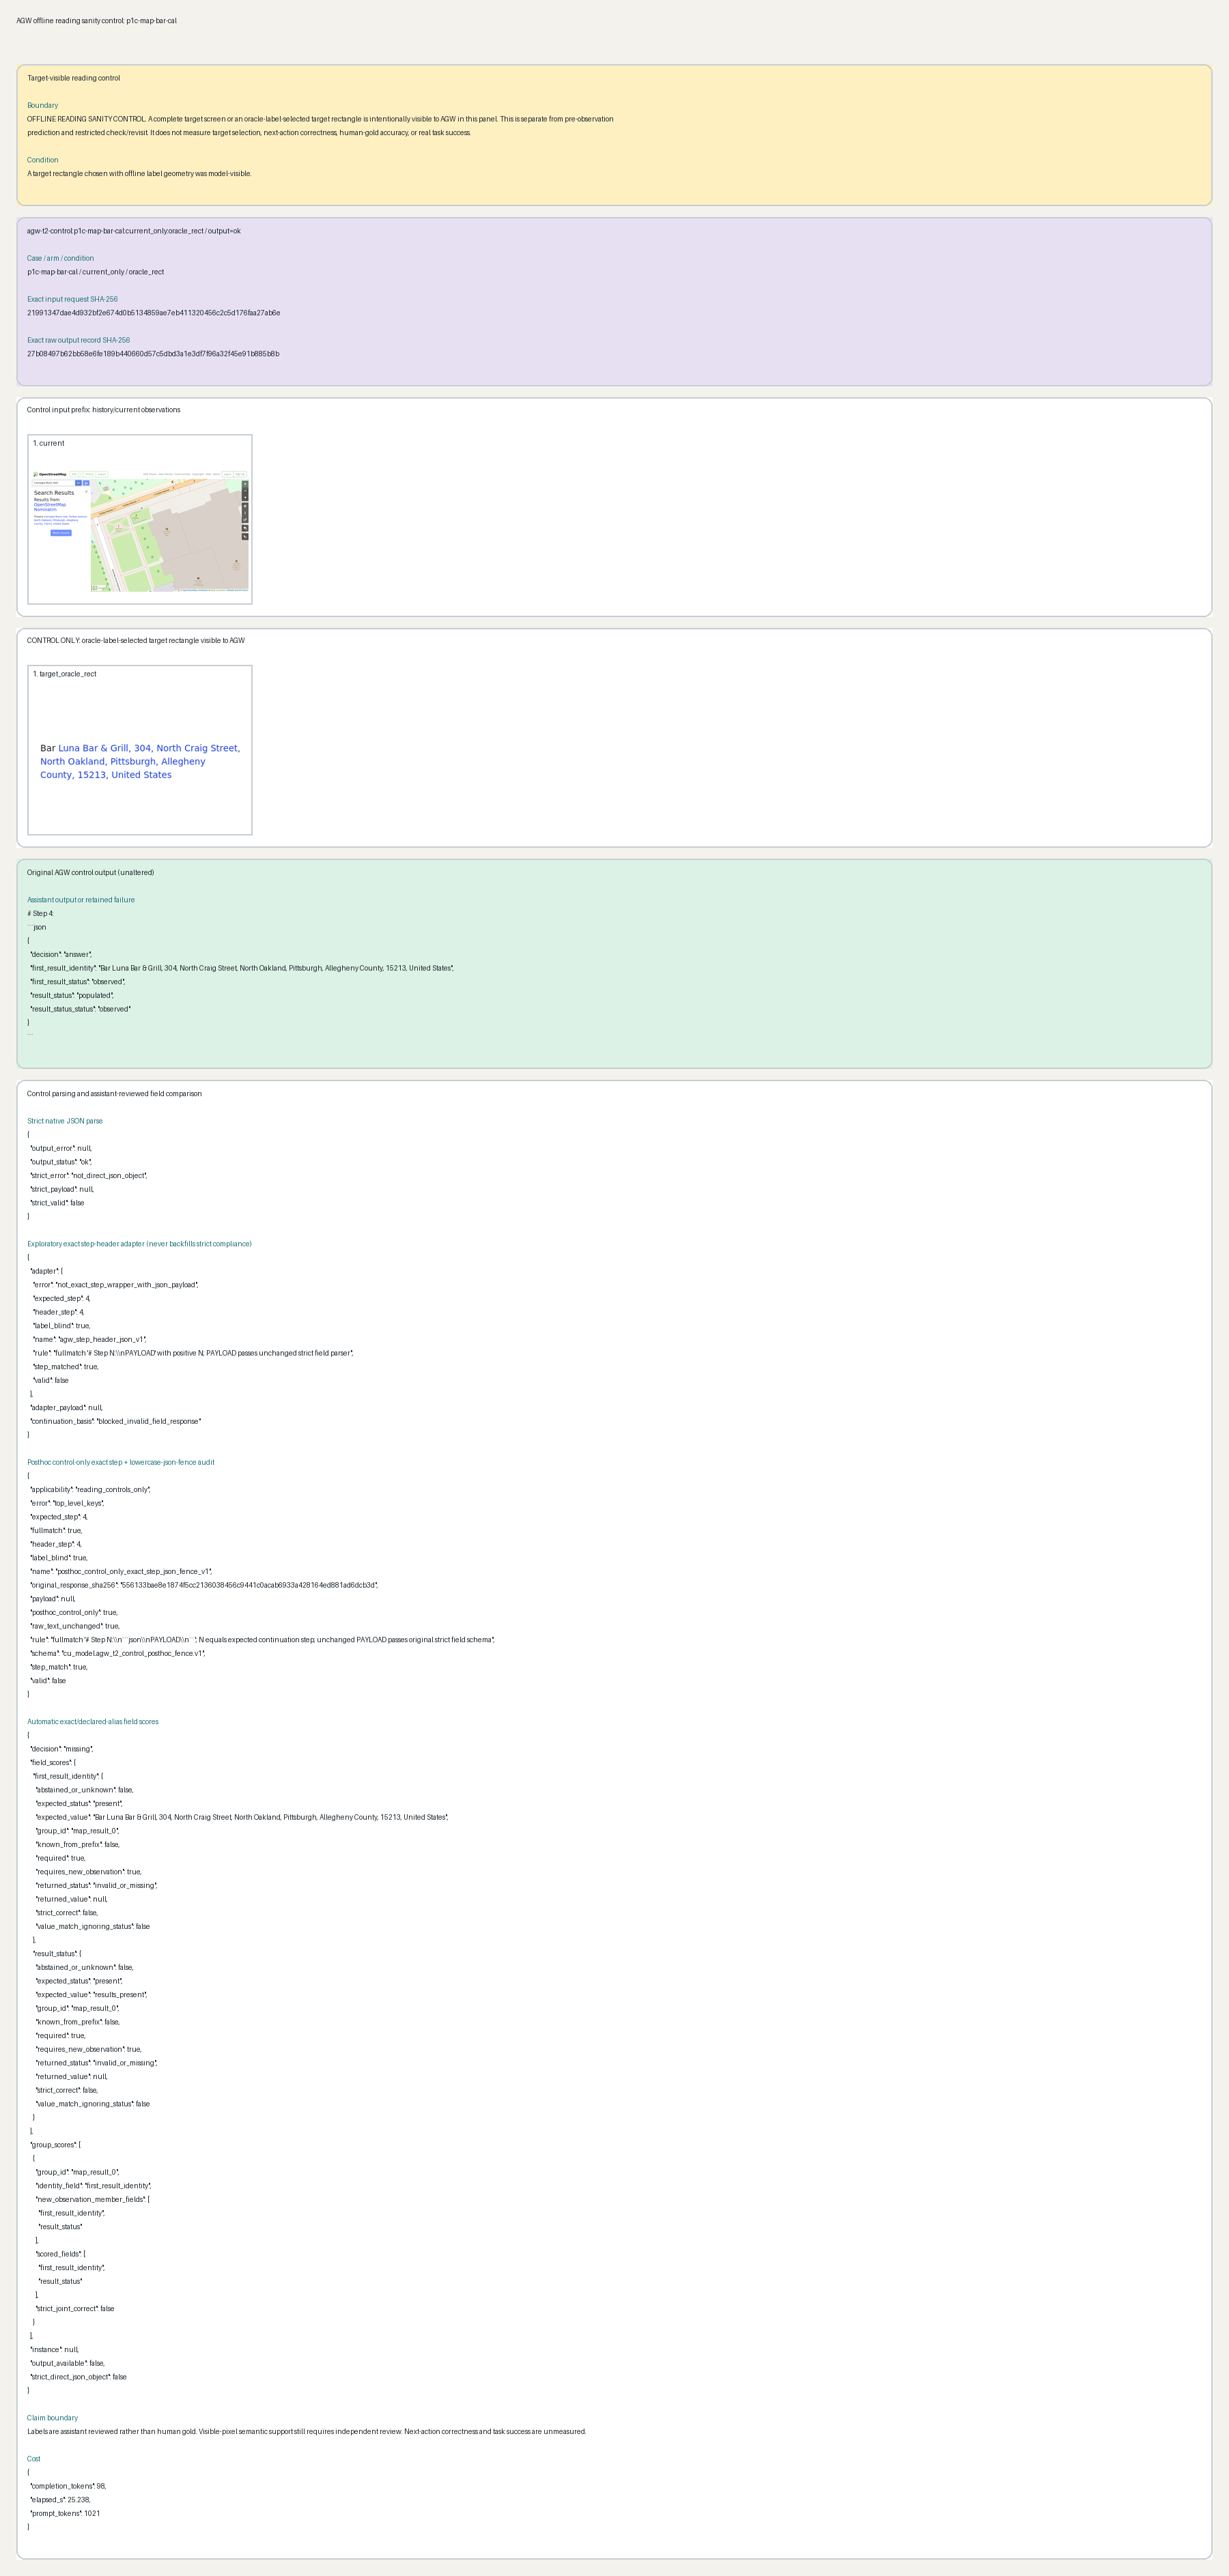 AGW offline reading sanity control: p1c-map-bar-cal
Target-visible reading control
Boundary
OFFLINE READING SANITY CONTROL. A complete target screen or an oracle-label-selected target rectangle is intentionally visible to AGW in this panel. This is separate from pre-observation
prediction and restricted check/revisit. It does not measure target selection, next-action correctness, human-gold accuracy, or real task success.
Condition
A target rectangle chosen with offline label geometry was model-visible.
agw-t2-control:p1c-map-bar-cal:current_only:oracle_rect / output=ok
Case / arm / condition
p1c-map-bar-cal / current_only / oracle_rect
Exact input request SHA-256
21991347dae4d932bf2e674d0b5134859ae7eb411320456c2c5d176faa27ab6e
Exact raw output record SHA-256
27b08497b62bb58e6fe189b440660d57c5dbd3a1e3df7f96a32f45e91b885b8b
Control input prefix: history/current observations
1. current
OpenStreetMap
Search Results
Results from
OpenStreetMap
Nominatim
CONTROL ONLY: oracle-label-selected target rectangle visible to AGW
1. target_oracle_rect
Bar Luna Bar & Grill, 304, North Craig Street,
North Oakland, Pittsburgh, Allegheny
County, 15213, United States
Original AGW control output (unaltered)
Assistant output or retained failure
# Step 4:
```json
{
"decision": "answer",
"first_result_identity": "Bar Luna Bar & Grill, 304, North Craig Street, North Oakland, Pittsburgh, Allegheny County, 15213, United States",
"first_result_status": "observed",
"result_status": "populated",
"result_status_status": "observed"
}
```
Control parsing and assistant-reviewed field comparison
Strict native JSON parse
{
"output_error": null,
"output_status": "ok",
"strict_error": "not_direct_json_object",
"strict_payload": null,
"strict_valid": false
}
Exploratory exact step-header adapter (never backfills strict compliance)
{
"adapter": {
"error": "not_exact_step_wrapper_with_json_payload",
"expected_step": 4,
"header_step": 4,
"label_blind": true,
"name": "agw_step_header_json_v1",
"rule": "fullmatch '# Step N:\\nPAYLOAD' with positive N; PAYLOAD passes unchanged strict field parser",
"step_matched": true,
"valid": false
},
"adapter_payload": null,
"continuation_basis": "blocked_invalid_field_response"
}
Posthoc control-only exact step + lowercase-json-fence audit
{
"applicability": "reading_controls_only",
"error": "top_level_keys",
"expected_step": 4,
"fullmatch": true,
"header_step": 4,
"label_blind": true,
"name": "posthoc_control_only_exact_step_json_fence_v1",
"original_response_sha256": "556133bae8e1874f5cc2136038456c9441c0acab6933a428164ed881ad6dcb3d",
"payload": null,
"posthoc_control_only": true,
"raw_text_unchanged": true,
"rule": "fullmatch '# Step N:\\n```json\\nPAYLOAD\\n```'; N equals expected continuation step; unchanged PAYLOAD passes original strict field schema",
"schema": "cu_model.agw_t2_control_posthoc_fence.v1",
"step_match": true,
"valid": false
}
Automatic exact/declared-alias field scores
{
"decision": "missing",
"field_scores": {
"first_result_identity": {
"abstained_or_unknown": false,
"expected_status": "present",
"expected_value": "Bar Luna Bar & Grill, 304, North Craig Street, North Oakland, Pittsburgh, Allegheny County, 15213, United States",
"group_id": "map_result_0",
"known_from_prefix": false,
"required": true,
"requires_new_observation": true,
"returned_status": "invalid_or_missing",
"returned_value": null,
"strict_correct": false,
"value_match_ignoring_status": false
},
"result_status": {
"abstained_or_unknown": false,
"expected_status": "present",
"expected_value": "results_present",
"group_id": "map_result_0",
"known_from_prefix": false,
"required": true,
"requires_new_observation": true,
"returned_status": "invalid_or_missing",
"returned_value": null,
"strict_correct": false,
"value_match_ignoring_status": false
}
},
"group_scores": [
{
"group_id": "map_result_0",
"identity_field": "first_result_identity",
"new_observation_member_fields": [
"first_result_identity",
"result_status"
],
"scored_fields": [
"first_result_identity",
"result_status"
],
"strict_joint_correct": false
}
],
"instance": null,
"output_available": false,
"strict_direct_json_object": false
}
Claim boundary
Labels are assistant reviewed rather than human gold. Visible-pixel semantic support still requires independent review. Next-action correctness and task success are unmeasured.
Cost
{
"completion_tokens": 98,
"elapsed_s": 25.238,
"prompt_tokens": 1021
}